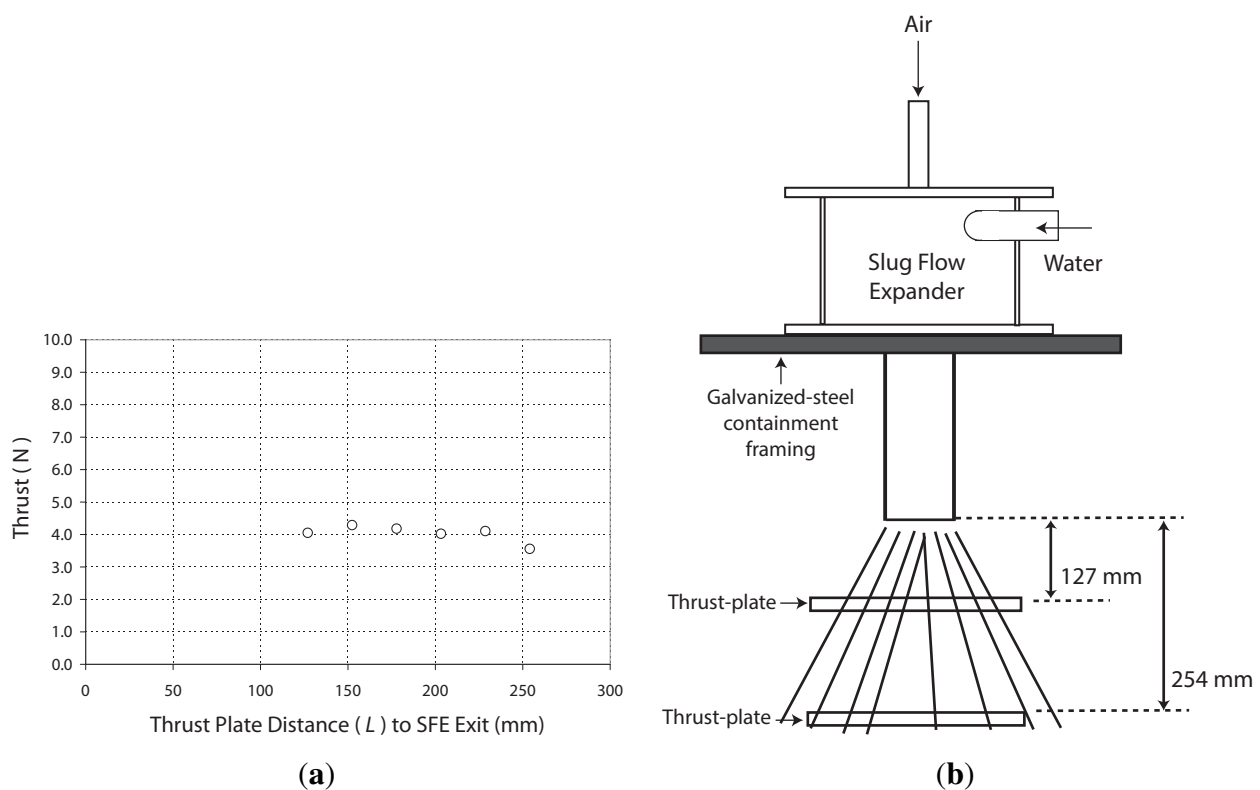 10.0
9.0
8.0
7.0
6.0
5.0
4.0
3.0
2.0
1.0
0.0
Thrust ( N )
0 50 100 150 200 250 300
Thrust Plate Distance ( L ) to SFE Exit (mm)
(a)
Air
Slug Flow
Expander
Water
Galvanized-steel
containment
framing
127 mm
Thrust-plate
254 mm
Thrust-plate
(b)